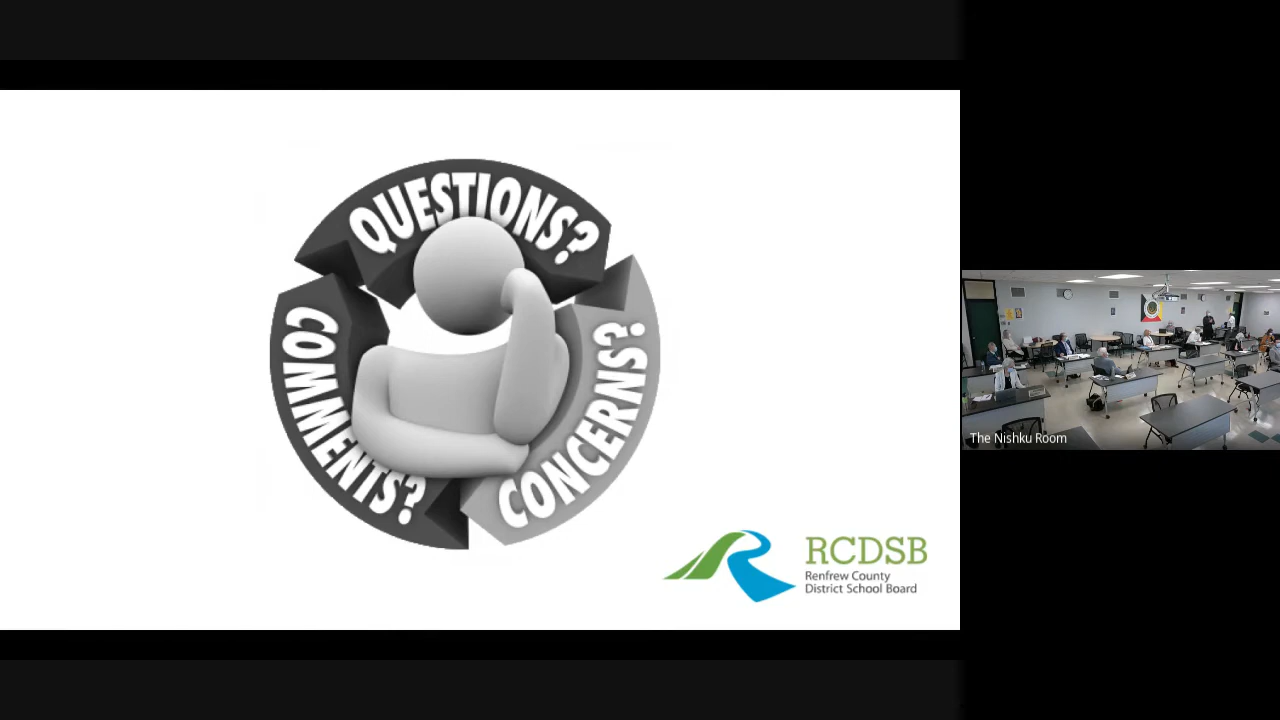 QUESTIONS?
COMMENTS?
CONCERNS?
RCDSB
Renfrew County
District School Board
The Nishku Room